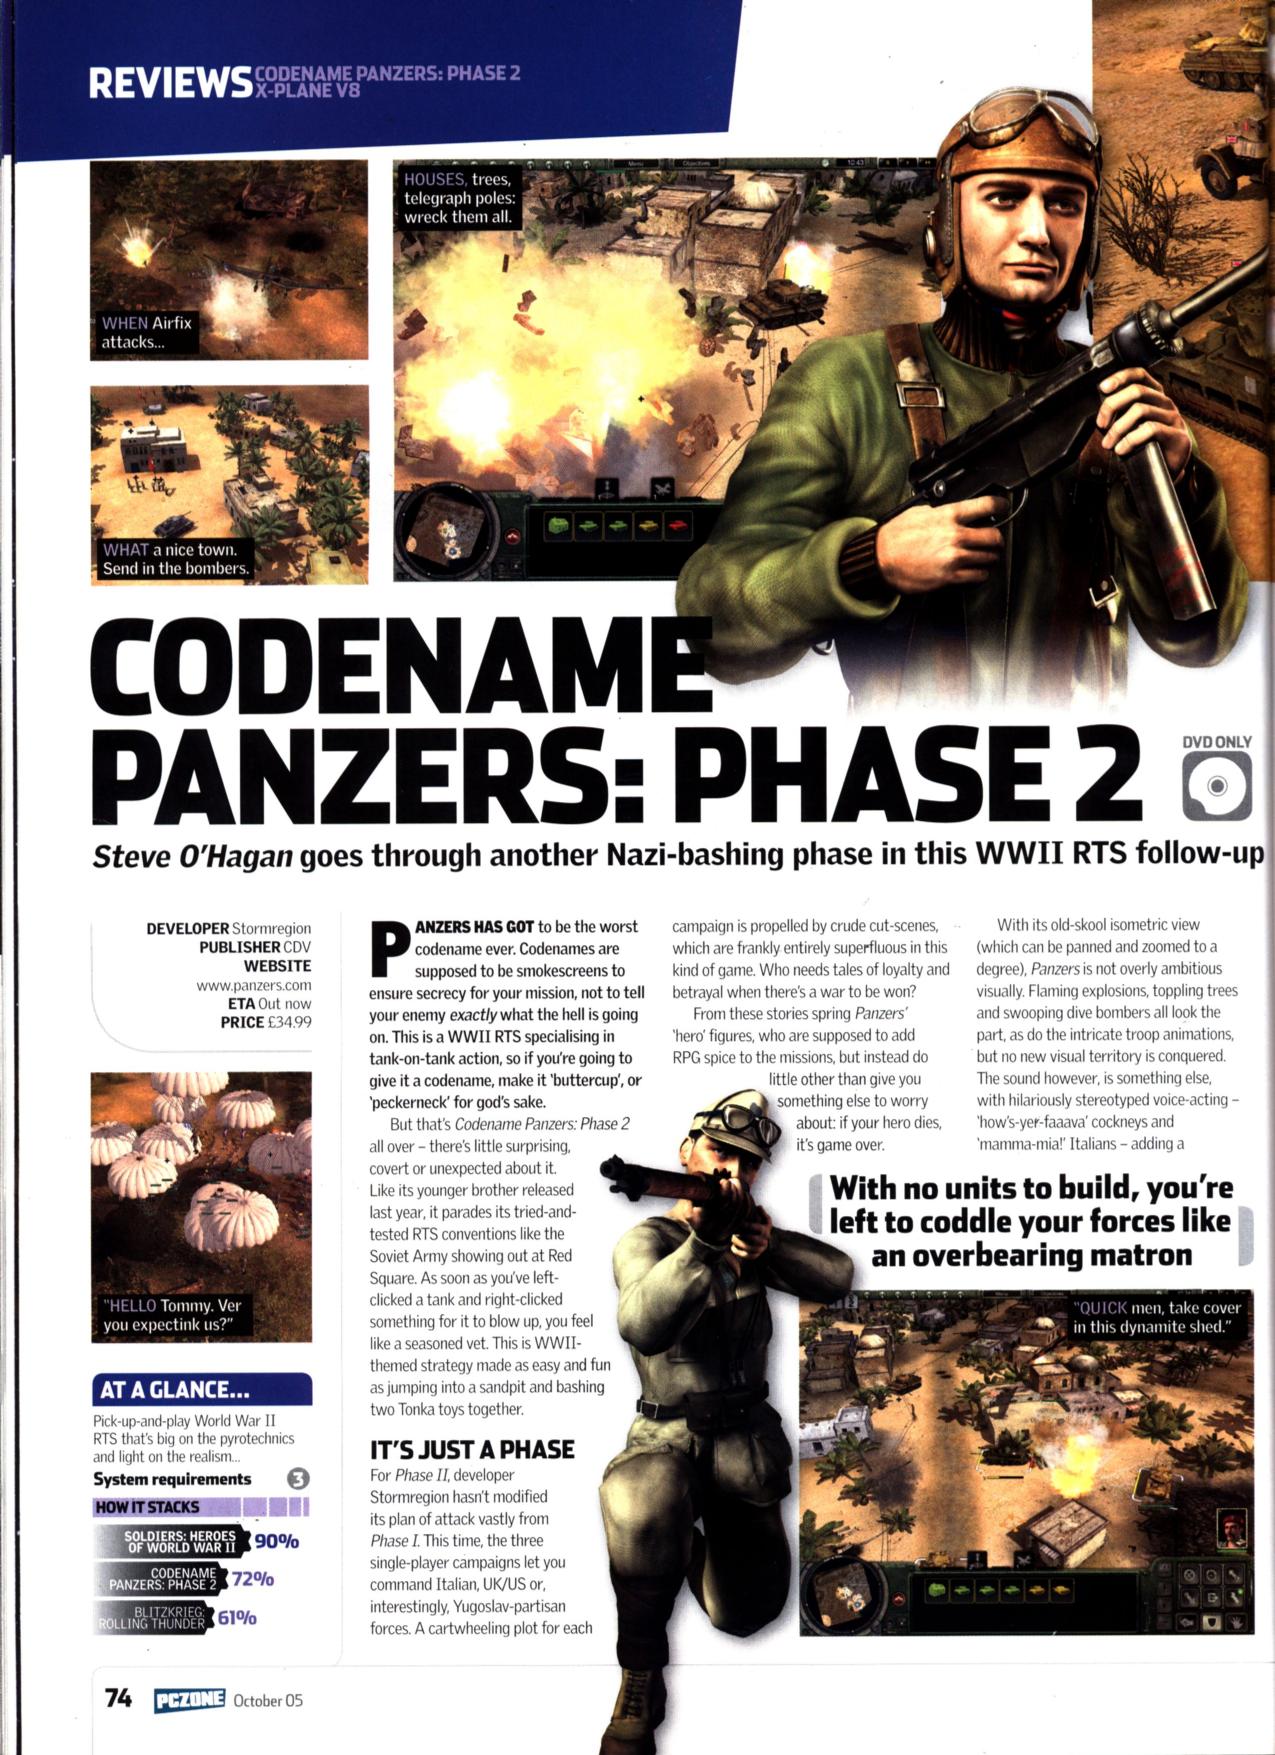 REVIEWS CODENAME PANZERS: PHASE 2
X-PLANE V8
WHEN Airfix
attacks...
HOUSES, trees,
telegraph poles:
wreck them all.
Menu
Objectives
WHAT a nice town.
Send in the bombers.
CODENAME
PANZERS: PHASE 2
DVD ONLY
Steve O'Hagan goes through another Nazi-bashing phase in this WWII RTS follow-up
DEVELOPER Stormregion
PUBLISHER CDV
WEBSITE
www.panzers.com
ETA Out now
PRICE £34.99
"HELLO Tommy. Ver
you expectink us?"
AT A GLANCE...
Pick-up-and-play World War II
RTS that's big on the pyrotechnics
and light on the realism...
System requirements 3
HOW IT STACKS
SOLDIERS: HEROES
OF WORLD WAR II 90%
CODENAME
PANZERS: PHASE 2 72%
BLITZKRIEG:
ROLLING THUNDER 61%
PANZERS HAS GOT to be the worst
codename ever. Codenames are
supposed to be smokescreens to
ensure secrecy for your mission, not to tell
your enemy exactly what the hell is going
on. This is a WWII RTS specialising in
tank-on-tank action, so if you're going to
give it a codename, make it 'buttercup', or
'peckerneck' for god's sake.
But that's Codename Panzers: Phase 2
all over – there's little surprising,
covert or unexpected about it.
Like its younger brother released
last year, it parades its tried-and-
tested RTS conventions like the
Soviet Army showing out at Red
Square. As soon as you've left-
clicked a tank and right-clicked
something for it to blow up, you feel
like a seasoned vet. This is WWII-
themed strategy made as easy and fun
as jumping into a sandpit and bashing
two Tonka toys together.
IT'S JUST A PHASE
For Phase II, developer
Stormregion hasn't modified
its plan of attack vastly from
Phase I. This time, the three
single-player campaigns let you
command Italian, UK/US or,
interestingly, Yugoslav-partisan
forces. A cartwheeling plot for each
campaign is propelled by crude cut-scenes,
which are frankly entirely superfluous in this
kind of game. Who needs tales of loyalty and
betrayal when there's a war to be won?
From these stories spring Panzers'
'hero' figures, who are supposed to add
RPG spice to the missions, but instead do
little other than give you
something else to worry
about: if your hero dies,
it's game over.
With its old-skool isometric view
(which can be panned and zoomed to a
degree), Panzers is not overly ambitious
visually. Flaming explosions, toppling trees
and swooping dive bombers all look the
part, as do the intricate troop animations,
but no new visual territory is conquered.
The sound however, is something else,
with hilariously stereotyped voice-acting –
'how's-yer-faaava' cockneys and
'mamma-mia!' Italians – adding a
With no units to build, you're
left to coddle your forces like
an overbearing matron
"QUICK men, take cover
in this dynamite shed."
74 PCZONE October 05